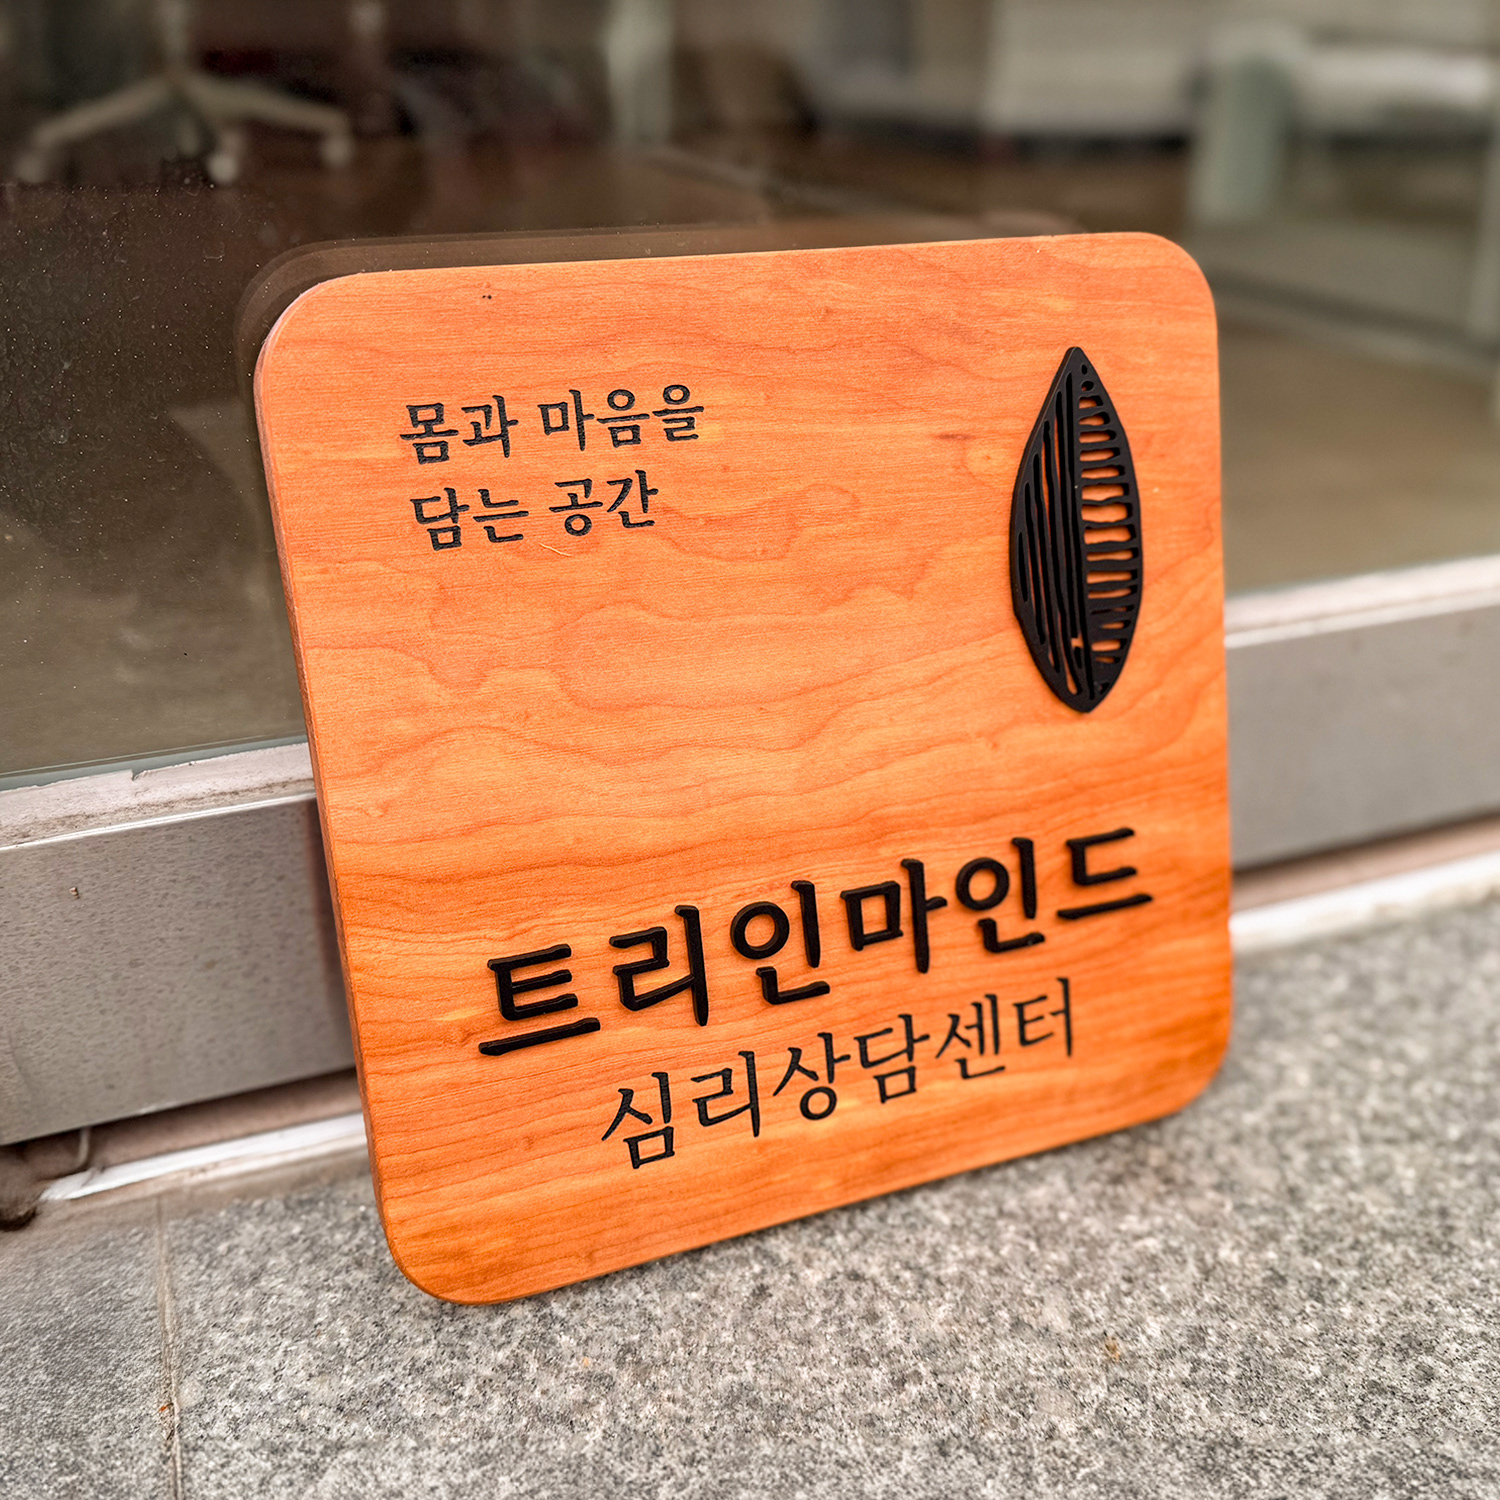 몸과 마음을
담는 공간
트리인마인드
심리상담센터